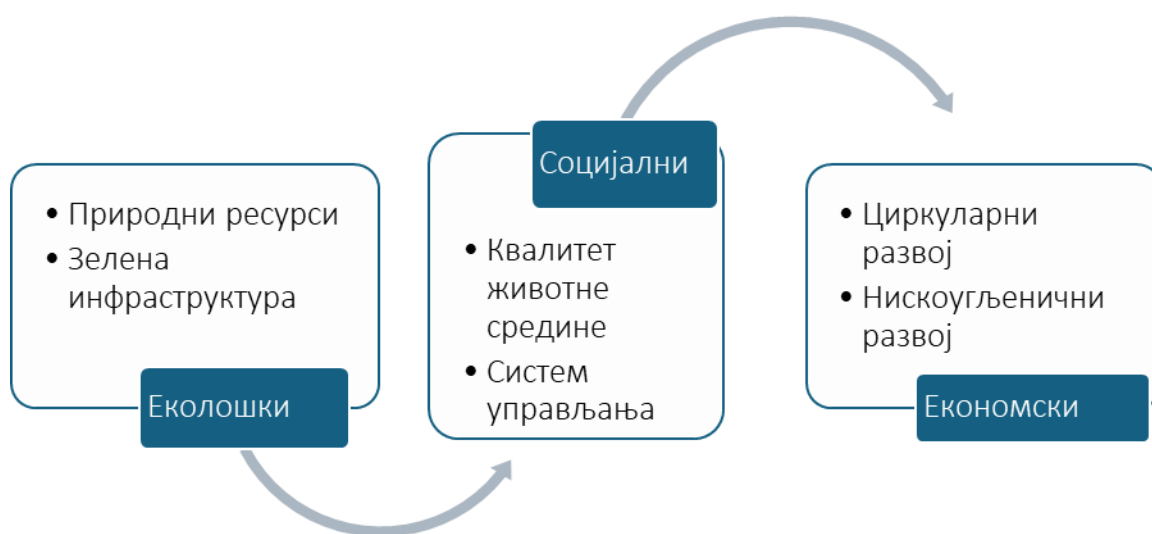 • Природни ресурси
• Зелена
инфраструктура
Еколошки
Социјални
• Квалитет
животне
средине
• Систем
управљања
• Циркуларни
развој
• Нискоугљенични
развој
Економски